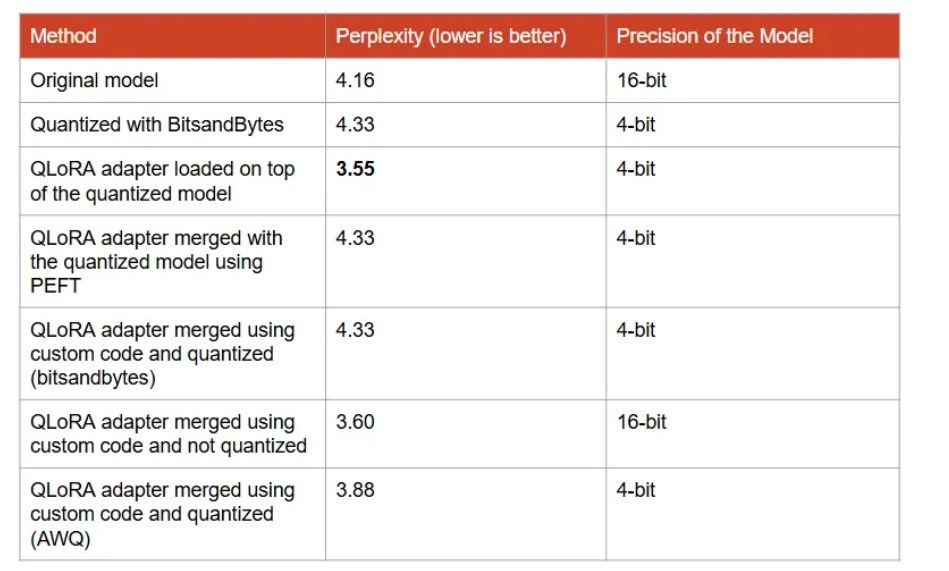 Method Perplexity (lower is better) Precision of the Model
Original model 4.16 16-bit
Quantized with BitsandBytes 4.33 4-bit
QLoRA adapter loaded on top 3.55 4-bit
of the quantized model
QLoRA adapter merged with 4.33 4-bit
the quantized model using
PEFT
QLoRA adapter merged using 4.33 4-bit
custom code and quantized
(bitsandbytes)
QLoRA adapter merged using 3.60 16-bit
custom code and not quantized
QLoRA adapter merged using 3.88 4-bit
custom code and quantized
(AWQ)